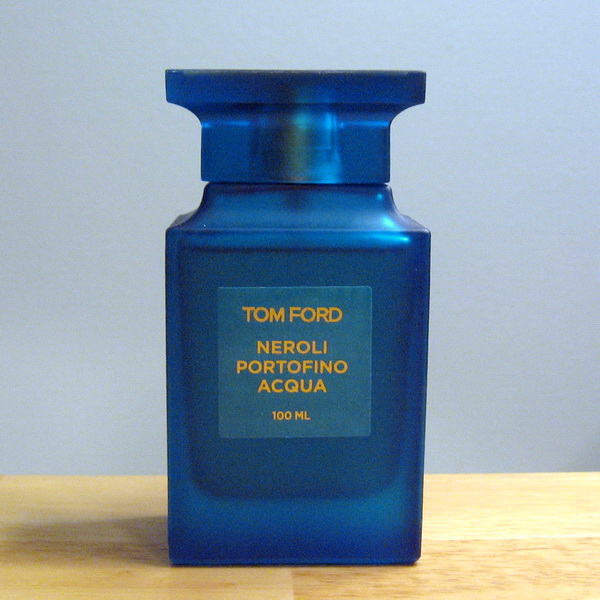 TOM FORD
NEROLI
PORTOFINO
ACQUA
100 ML